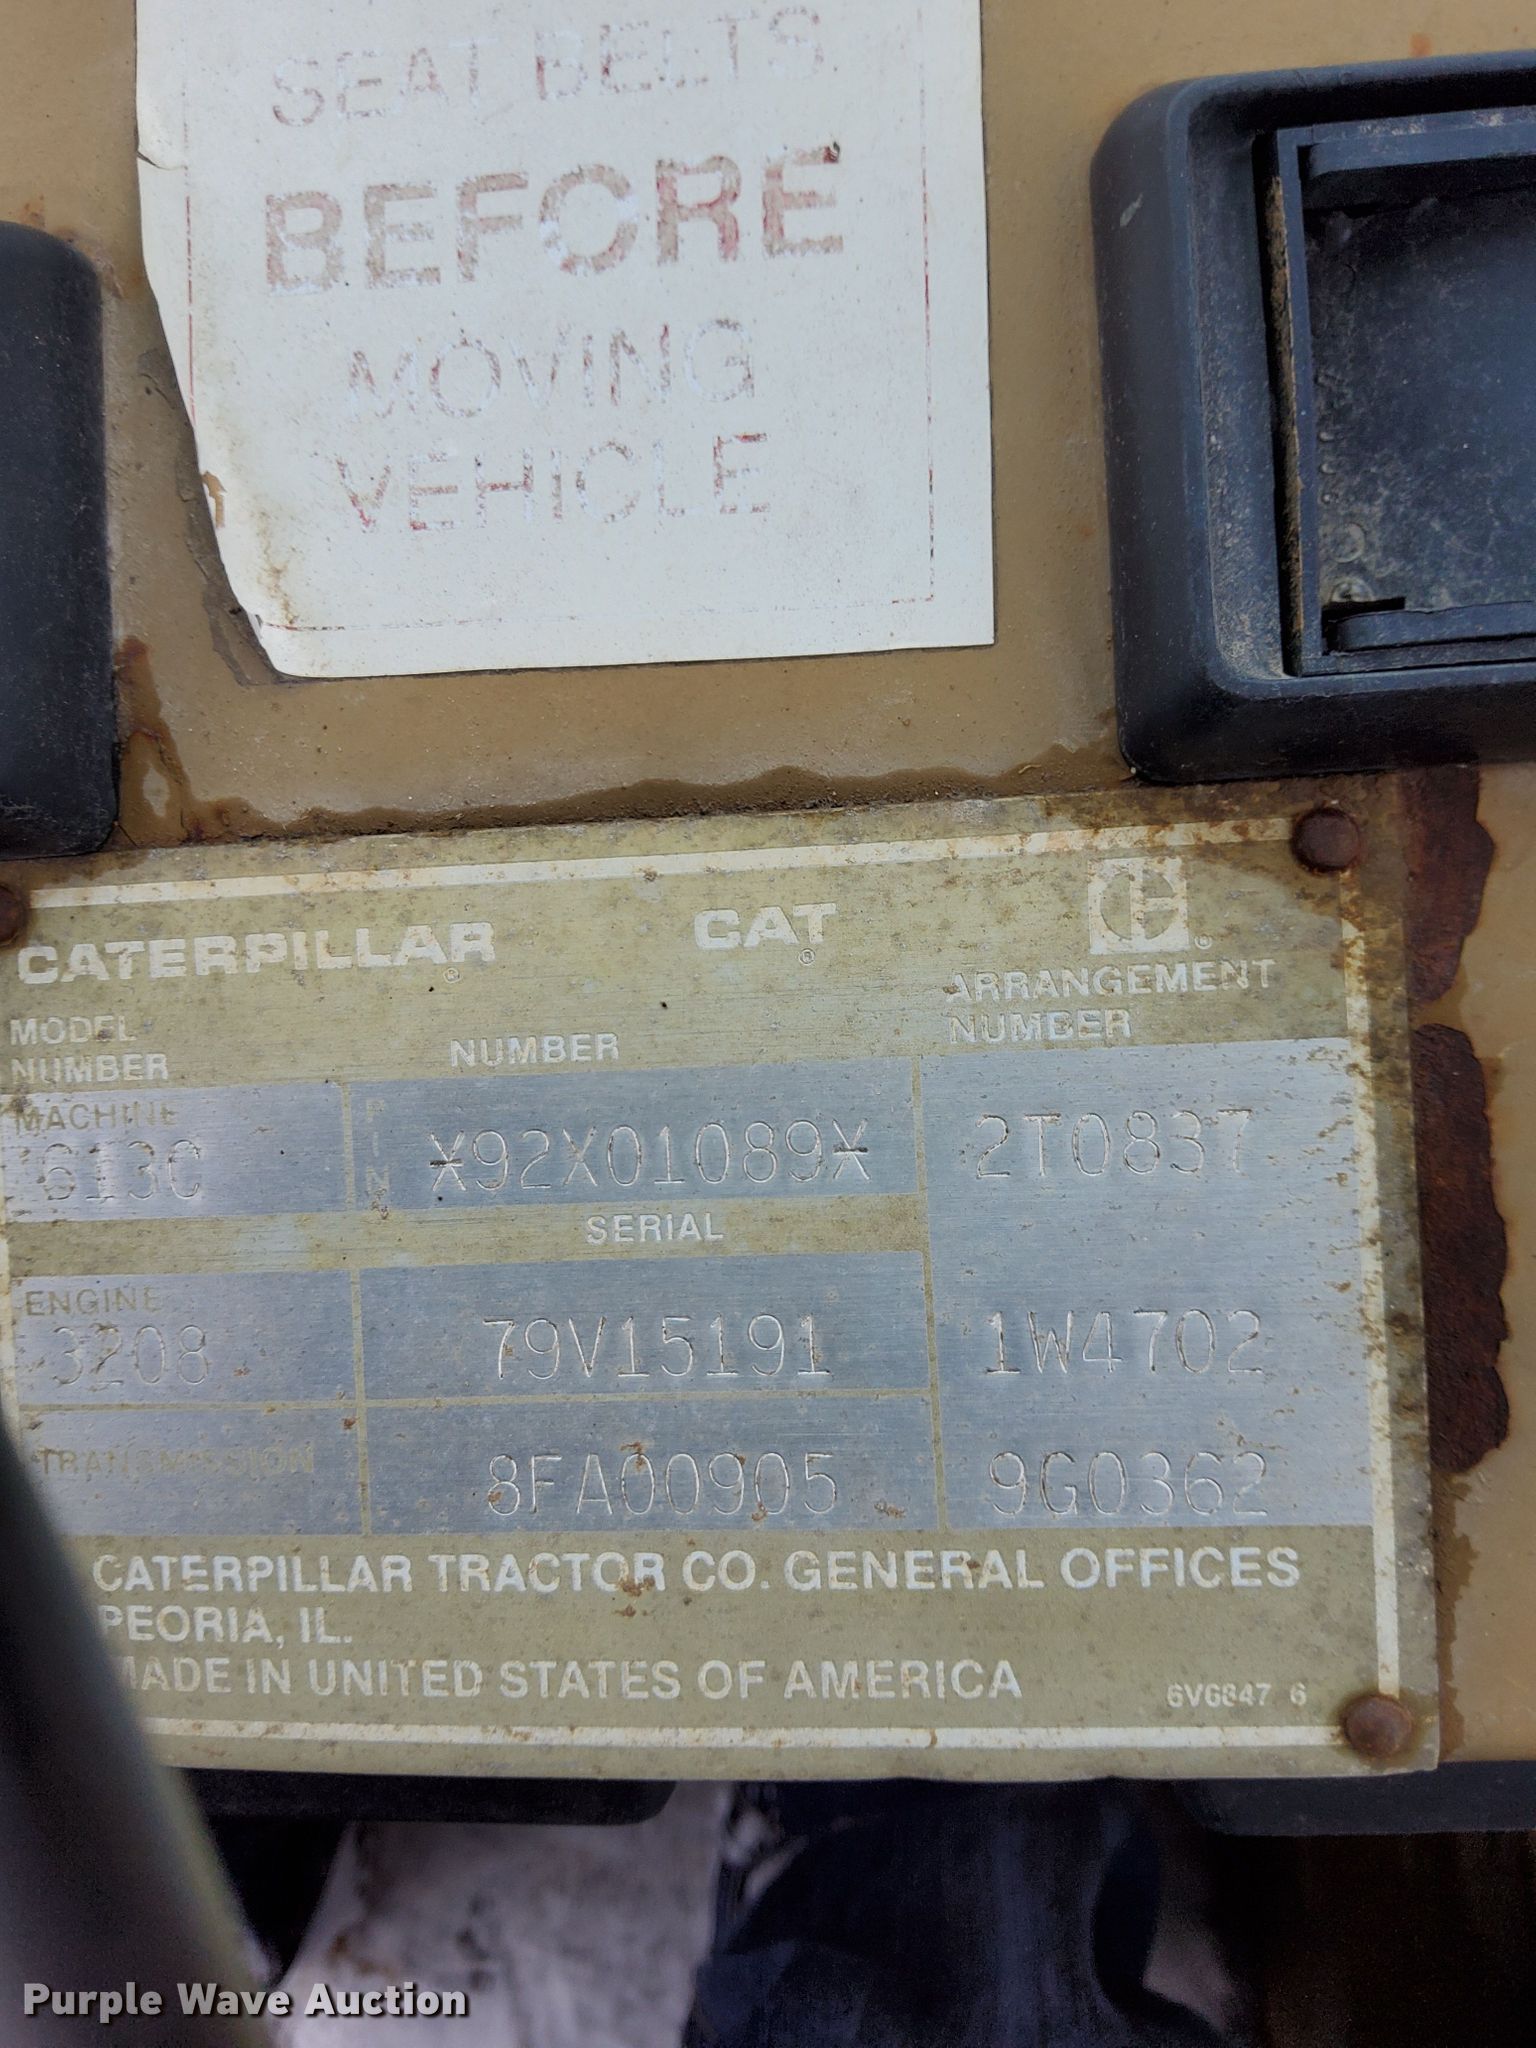 SEAT BELTS
BEFORE
MOVING
VEHICLE
CATERPILLAR® CAT® ®
MODEL NUMBER
NUMBER
ARRANGEMENT NUMBER
MACHINE
613C
PIN
*92X01089*
2T0837
SERIAL
ENGINE
3208
79V15191
1W4702
TRANSMISSION
8FA00905
9G0362
CATERPILLAR TRACTOR CO. GENERAL OFFICES
PEORIA, IL.
MADE IN UNITED STATES OF AMERICA
6V6847 6
Purple Wave Auction